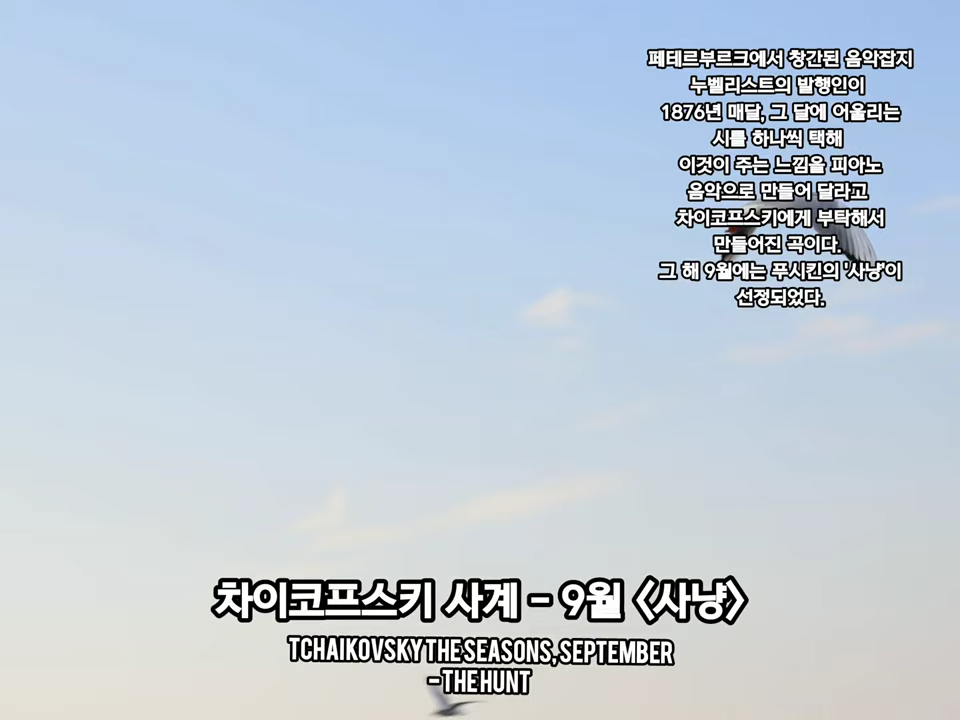 페테르부르크에서 창간된 음악잡지
누벨리스트의 발행인이
1876년 매달, 그 달에 어울리는
시를 하나씩 택해
이것이 주는 느낌을 피아노
음악으로 만들어 달라고
차이코프스키에게 부탁해서
만들어진 곡이다.
그 해 9월에는 푸시킨의 '사냥'이
선정되었다.
차이코프스키 사계 - 9월 〈사냥〉
TCHAIKOVSKY THE SEASONS, SEPTEMBER
- THE HUNT